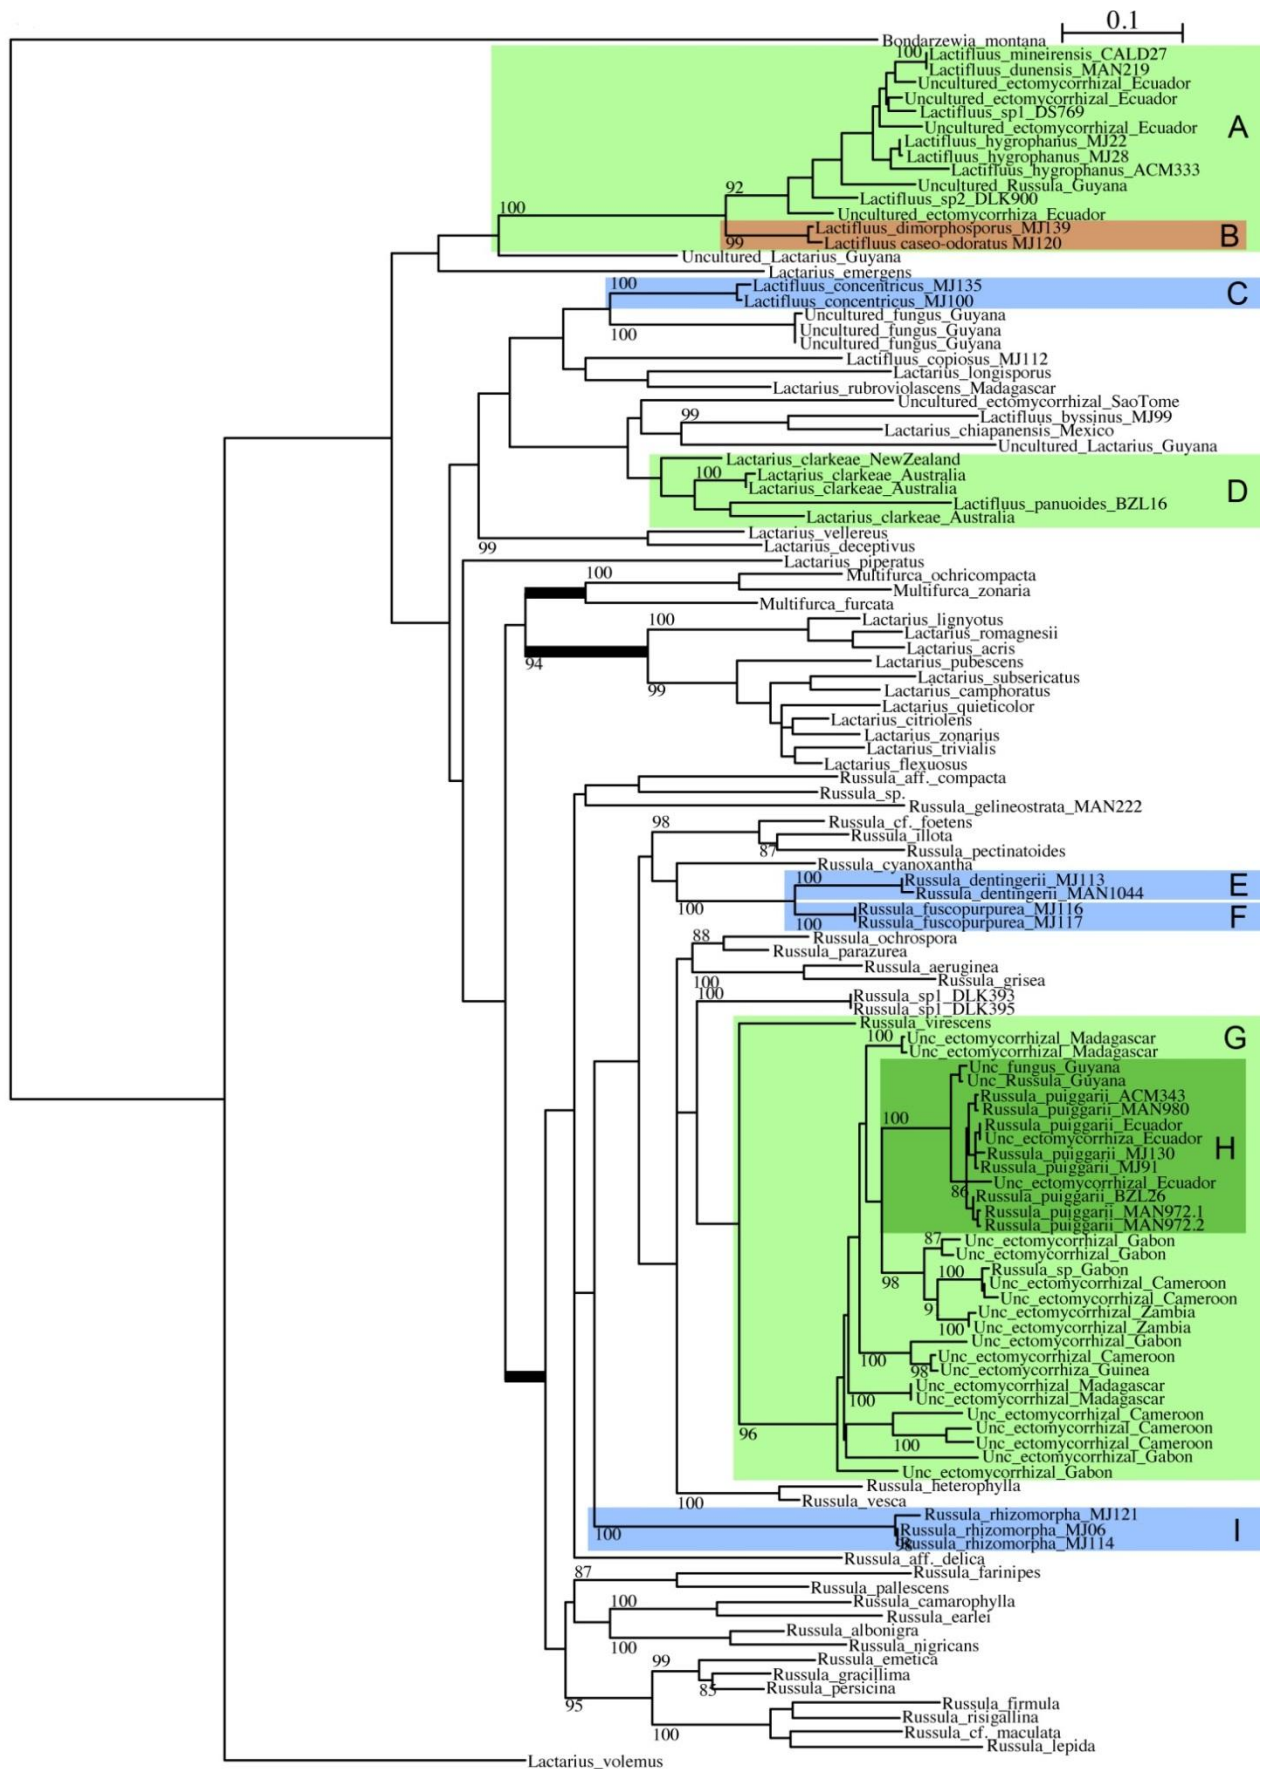 0.1
Bondarzewia_montana
100
Lactifluus_mineirensis_CALD27
Lactifluus_dunensis_MAN219
Uncultured_ectomycorrhizal_Ecuador
Uncultured_ectomycorrhizal_Ecuador
Lactifluus_sp1_DS769
A
Uncultured_ectomycorrhizal_Ecuador
Lactifluus_hygrophanus_MJ22
Lactifluus_hygrophanus_MJ28
Lactifluus_hygrophanus_ACM333
Uncultured_Russula_Guyana
92
Lactifluus_sp2_DLK900
100
Uncultured_ectomycorrhiza_Ecuador
Lactifluus_dimorphosporus_MJ139
B
99
Lactifluus_caseo-odoratus_MJ120
Uncultured_Lactarius_Guyana
Lactarius_emergens
100
Lactifluus_concentricus_MJ135
C
Lactifluus_concentricus_MJ100
Uncultured_fungus_Guyana
100
Uncultured_fungus_Guyana
Uncultured_fungus_Guyana
Lactifluus_copiosus_MJ112
Lactarius_longisporus
Lactarius_rubroviolascens_Madagascar
Uncultured_ectomycorrhizal_SaoTome
99
Lactifluus_byssinus_MJ99
Lactarius_chiapanensis_Mexico
Uncultured_Lactarius_Guyana
Lactarius_clarkeae_NewZealand
100
Lactarius_clarkeae_Australia
Lactarius_clarkeae_Australia
D
Lactifluus_panuoides_BZL16
Lactarius_clarkeae_Australia
Lactarius_vellereus
99
Lactarius_deceptivus
Lactarius_piperatus
100
Multifurca_ochricompacta
Multifurca_zonaria
Multifurca_furcata
100
Lactarius_lignyotus
Lactarius_romagnesii
Lactarius_acris
94
Lactarius_pubescens
Lactarius_subsericatus
99
Lactarius_camphoratus
Lactarius_quieticolor
Lactarius_citriolens
Lactarius_zonarius
Lactarius_trivialis
Lactarius_flexuosus
Russula_aff._compacta
Russula_sp.
Russula_gelineostrata_MAN222
98
Russula_cf._foetens
Russula_illota
87
Russula_pectinatoides
Russula_cyanoxantha
100
Russula_dentingerii_MJ113
E
Russula_dentingerii_MAN1044
100
Russula_fuscopurpurea_MJ116
F
100
Russula_fuscopurpurea_MJ117
88
Russula_ochrospora
Russula_parazurea
Russula_aeruginea
100
Russula_grisea
100
Russula_sp1_DLK393
Russula_sp1_DLK395
Russula_virescens
G
100
Unc_ectomycorrhizal_Madagascar
Unc_ectomycorrhizal_Madagascar
Unc_fungus_Guyana
Unc_Russula_Guyana
Russula_puiggarii_ACM343
100
Russula_puiggarii_MAN980
Russula_puiggarii_Ecuador
Unc_ectomycorrhiza_Ecuador
H
Russula_puiggarii_MJ130
Russula_puiggarii_MJ91
Unc_ectomycorrhizal_Ecuador
86
Russula_puiggarii_BZL26
Russula_puiggarii_MAN972.1
Russula_puiggarii_MAN972.2
87
Unc_ectomycorrhizal_Gabon
Unc_ectomycorrhizal_Gabon
100
Russula_sp_Gabon
98
Unc_ectomycorrhizal_Cameroon
Unc_ectomycorrhizal_Cameroon
9
Unc_ectomycorrhizal_Zambia
100
Unc_ectomycorrhizal_Zambia
Unc_ectomycorrhizal_Gabon
100
Unc_ectomycorrhizal_Cameroon
98
Unc_ectomycorrhiza_Guinea
Unc_ectomycorrhizal_Madagascar
100
Unc_ectomycorrhizal_Madagascar
Unc_ectomycorrhizal_Cameroon
96
Unc_ectomycorrhizal_Cameroon
100
Unc_ectomycorrhizal_Cameroon
Unc_ectomycorrhizal_Gabon
Unc_ectomycorrhizal_Gabon
Russula_heterophylla
100
Russula_vesca
Russula_rhizomorpha_MJ121
100
Russula_rhizomorpha_MJ06
I
98
Russula_rhizomorpha_MJ114
Russula_aff._delica
87
Russula_farinipes
Russula_pallescens
100
Russula_camarophylla
Russula_earlei
Russula_albonigra
100
Russula_nigricans
99
Russula_emetica
Russula_gracillima
85
Russula_persicina
95
Russula_firmula
Russula_risigallina
100
Russula_cf._maculata
Russula_lepida
Lactarius_volemus